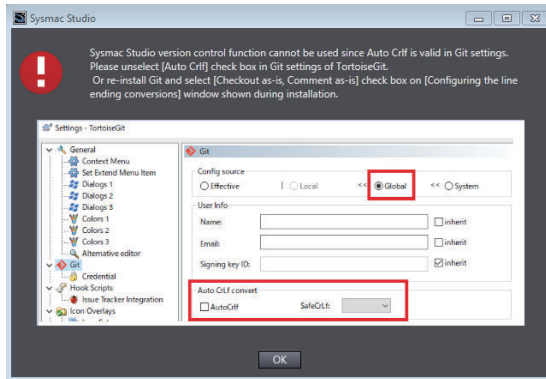 Sysmac Studio
Sysmac Studio version control function cannot be used since Auto Crlf is valid in Git settings.
Please unselect [Auto Crlf] check box in Git settings of TortoiseGit.
Or re-install Git and select [Checkout as-is, Comment as-is] check box on [Configuring the line
ending conversions] window shown during installation.
Settings - TortoiseGit
General
Context Menu
Set Extend Menu Item
Dialogs 1
Dialogs 2
Dialogs 3
Colors 1
Colors 2
Colors 3
Alternative editor
Git
Credential
Hook Scripts
Issue Tracker Integration
Icon Overlays
Git
Config source
Effective | Local << Global << System
User Info
Name: inherit
Email: inherit
Signing key ID: inherit
Auto CrLf convert
AutoCrlf SafeCrLf:
OK